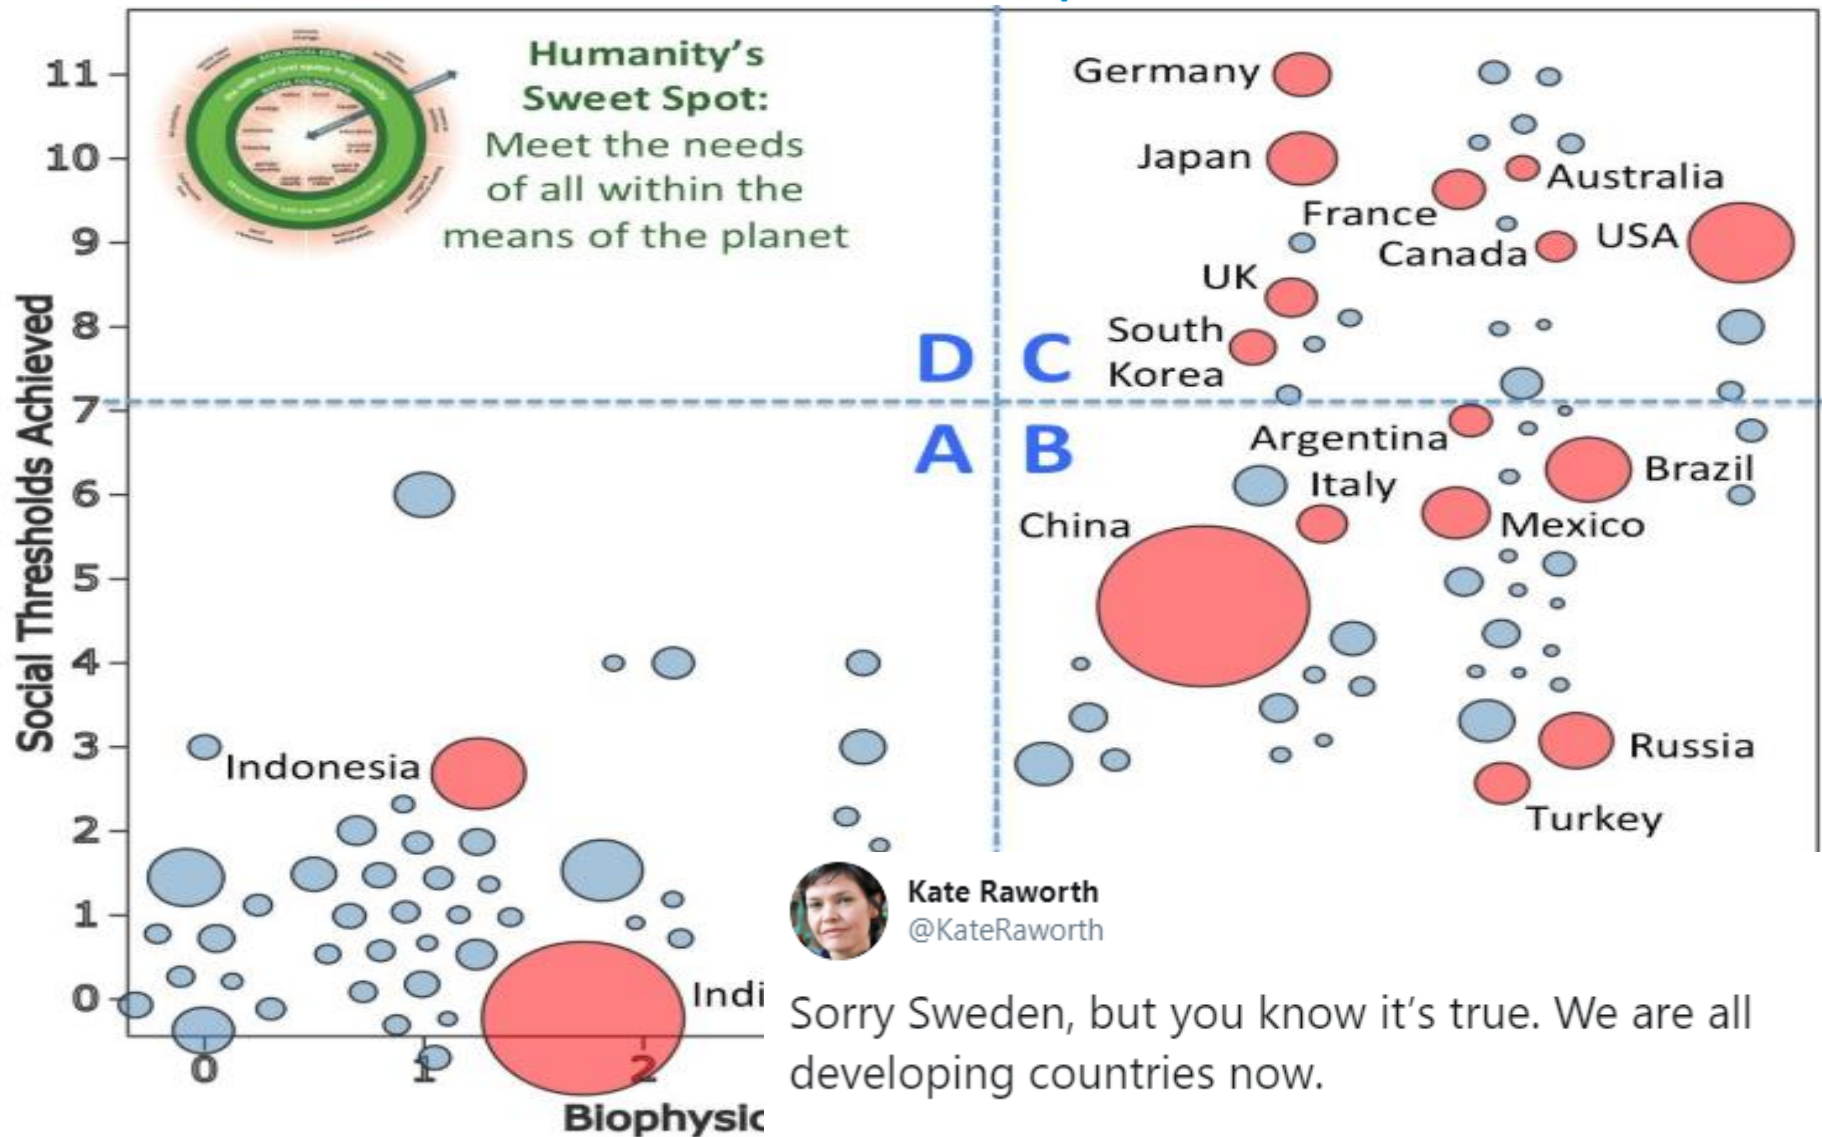 Humanity's
Sweet Spot:
Meet the needs
of all within the
means of the planet
Social Thresholds Achieved
11
10
9
8
7
6
5
4
3
2
1
0
Germany
Japan
Australia
France
USA
Canada
UK
South
Korea
D C
A B
Argentina
Italy
Brazil
China
Mexico
Indonesia
Russia
Turkey
Indi
0 1 2
Biophysic
Kate Raworth
@KateRaworth
Sorry Sweden, but you know it's true. We are all
developing countries now.